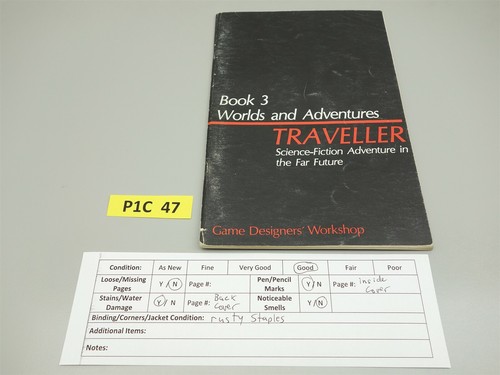 Book 3
Worlds and Adventures
TRAVELLER
Science-Fiction Adventure in
the Far Future
Game Designers' Workshop
P1C 47
Condition: As New Fine Very Good Good Fair Poor
Loose/Missing Pages Y / N Page #: Pen/Pencil Marks Y / N Page #: inside Cover
Stains/Water Damage Y / N Page #: Back Cover Noticeable Smells Y / N
Binding/Corners/Jacket Condition: rusty Staples
Additional Items:
Notes: